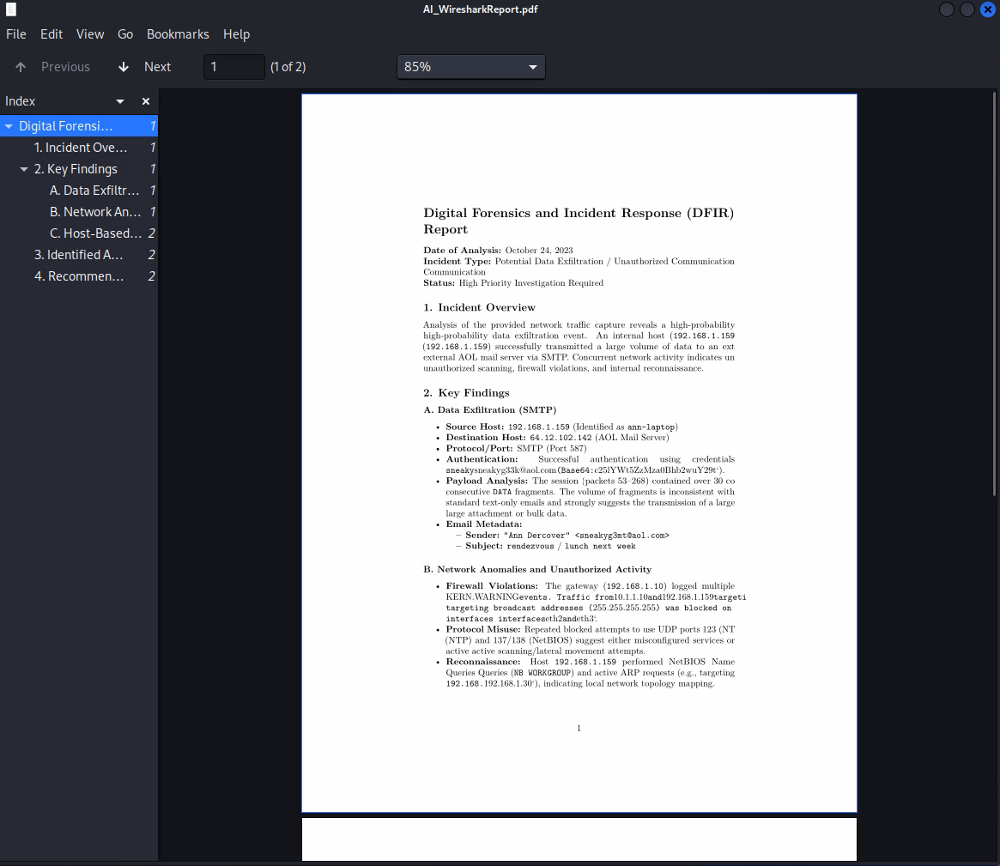 AI_WiresharkReport.pdf
File Edit View Go Bookmarks Help
Previous Next 1 (1 of 2) 85%
Index
Digital Forensi... 1
1. Incident Ove... 1
2. Key Findings 1
A. Data Exfiltr... 1
B. Network An... 1
C. Host-Based... 2
3. Identified A... 2
4. Recommen... 2
Digital Forensics and Incident Response (DFIR)
Report
Date of Analysis: October 24, 2023
Incident Type: Potential Data Exfiltration / Unauthorized Communication
Communication
Status: High Priority Investigation Required
1. Incident Overview
Analysis of the provided network traffic capture reveals a high-probability
high-probability data exfiltration event. An internal host (192.168.1.159
(192.168.1.159) successfully transmitted a large volume of data to an ext
external AOL mail server via SMTP. Concurrent network activity indicates un
unauthorized scanning, firewall violations, and internal reconnaissance.
2. Key Findings
A. Data Exfiltration (SMTP)
• Source Host: 192.168.1.159 (Identified as ann-laptop)
• Destination Host: 64.12.102.142 (AOL Mail Server)
• Protocol/Port: SMTP (Port 587)
• Authentication: Successful authentication using credentials
sneakysneakyg33k@aol.com(Base64:c25lYWt5ZzMza0Bhb2wuY29t‘).
• Payload Analysis: The session (packets 53–268) contained over 30 co
consecutive DATA fragments. The volume of fragments is inconsistent with
standard text-only emails and strongly suggests the transmission of a large
large attachment or bulk data.
• Email Metadata:
– Sender: "Ann Dercover" <sneakyg3mt@aol.com>
– Subject: rendezvous / lunch next week
B. Network Anomalies and Unauthorized Activity
• Firewall Violations: The gateway (192.168.1.10) logged multiple
KERN.WARNINGevents. Traffic from10.1.1.10and192.168.1.159targeti
targeting broadcast addresses (255.255.255.255) was blocked on
interfaces interfaceseth2andeth3‘.
• Protocol Misuse: Repeated blocked attempts to use UDP ports 123 (NT
(NTP) and 137/138 (NetBIOS) suggest either misconfigured services or
active active scanning/lateral movement attempts.
• Reconnaissance: Host 192.168.1.159 performed NetBIOS Name
Queries Queries (NB WORKGROUP) and active ARP requests (e.g., targeting
192.168.192.168.1.30‘), indicating local network topology mapping.
1